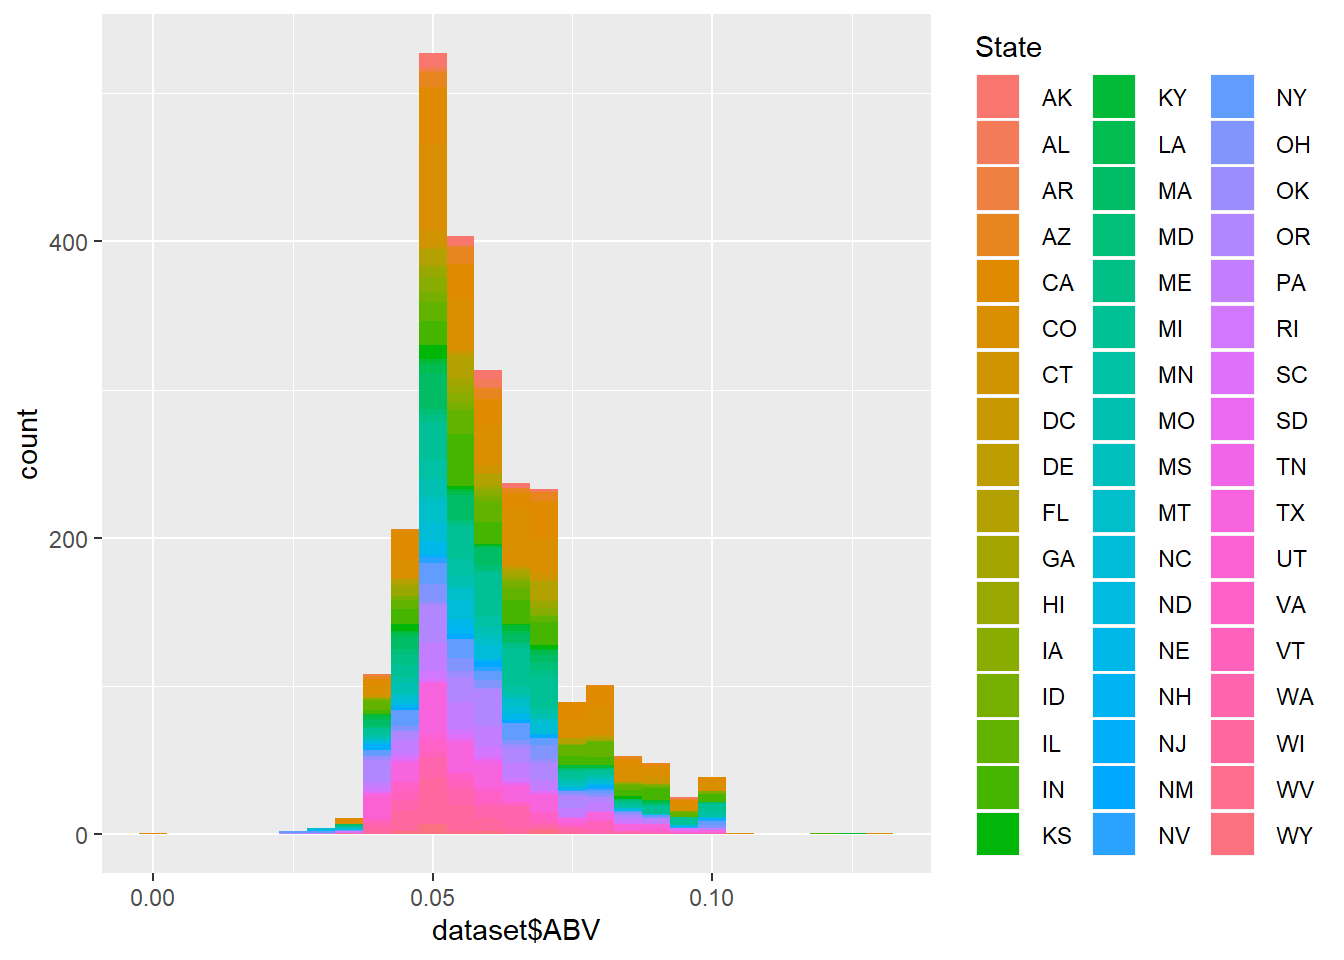 State
AK KY NY
AL LA OH
AR MA OK
AZ MD OR
CA ME PA
CO MI RI
CT MN SC
DC MO SD
DE MS TN
FL MT TX
GA NC UT
HI ND VA
IA NE VT
ID NH WA
IL NJ WI
IN NM WV
KS NV WY
400
200
0
count
0.00 0.05 0.10
dataset$ABV